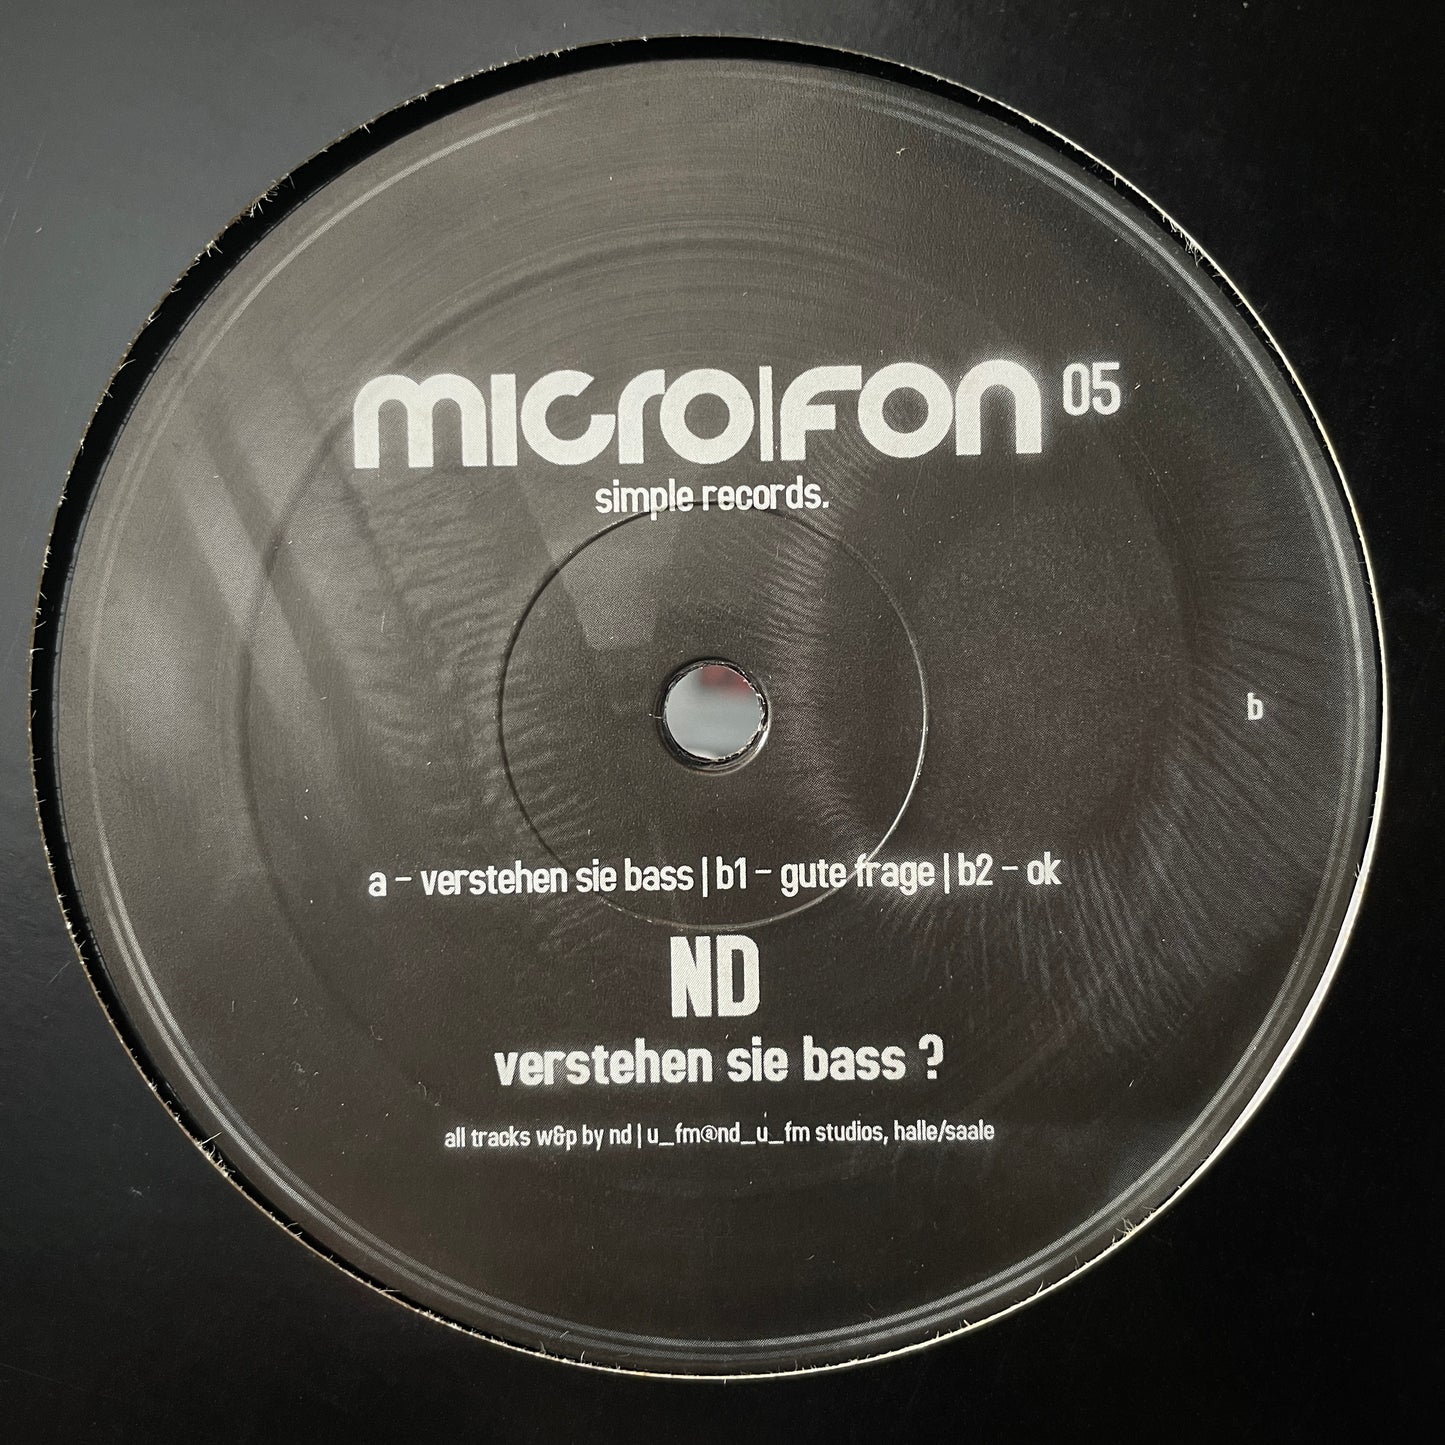 micro|fon 05
simple records.
b
a - verstehen sie bass | b1 - gute frage | b2 - ok
ND
verstehen sie bass ?
all tracks w&p by nd | u_fm@nd_u_fm studios, halle/saale